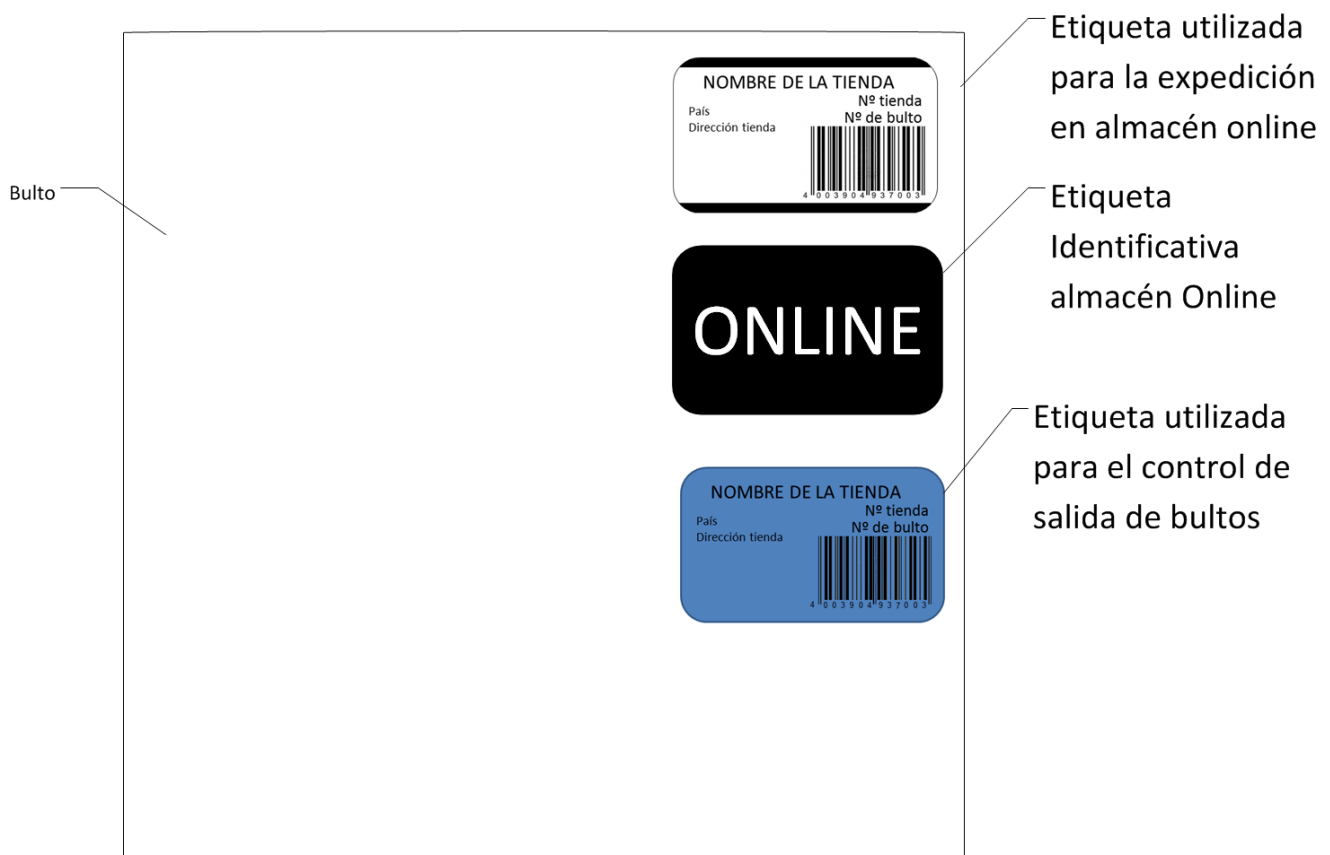 Etiqueta utilizada
para la expedición
en almacén online
NOMBRE DE LA TIENDA
Nº tienda
País
Nº de bulto
Dirección tienda
4 003904 937003
Bulto
Etiqueta
Identificativa
almacén Online
ONLINE
Etiqueta utilizada
para el control de
salida de bultos
NOMBRE DE LA TIENDA
Nº tienda
País
Nº de bulto
Dirección tienda
4 003904 937003